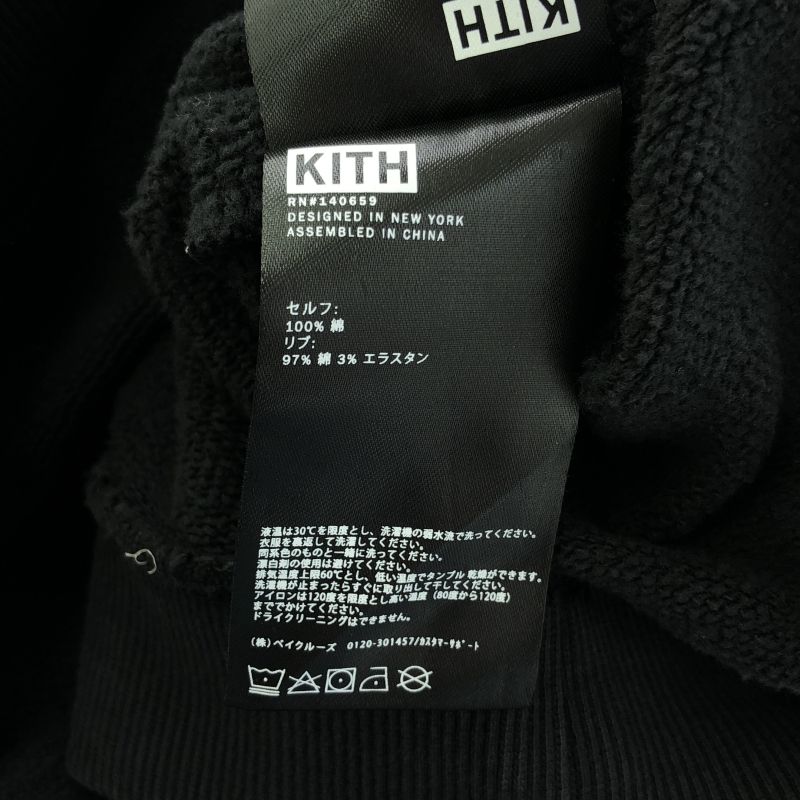 KITH
KITH
RN#140659
DESIGNED IN NEW YORK
ASSEMBLED IN CHINA
セルフ:
100% 綿
リブ:
97% 綿 3% エラスタン
液温は30℃を限度とし、洗濯機の弱水流で洗ってください。
衣服を裏返して洗濯してください。
同系色のものと一緒に洗ってください。
漂白剤の使用は避けてください。
排気温度上限60℃とし、低い温度でタンブル 乾燥ができます。
洗濯機が止まったらすぐに取り出して干してください。
アイロンは120度を限度とし高い温度（80度から120度）
まででかけてください。
ドライクリーニングはできません。
(株) ベイクルーズ 0120-301457/ｶｽﾀﾏｰｻﾎﾟｰﾄ